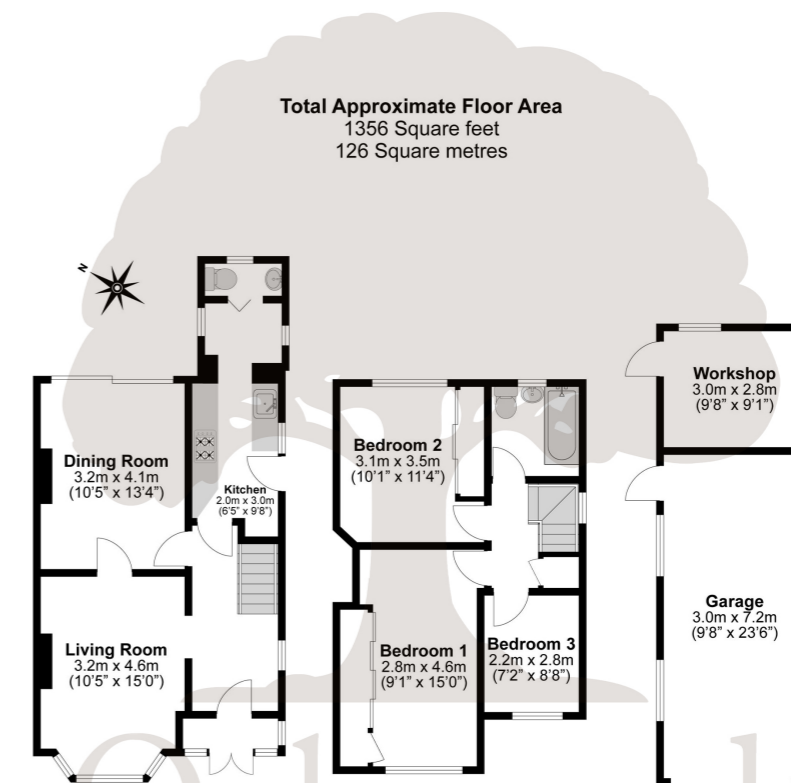 Total Approximate Floor Area
1356 Square feet
126 Square metres
N
Dining Room
3.2m x 4.1m
(10'5" x 13'4")
Kitchen
2.0m x 3.0m
(6'5" x 9'8")
Living Room
3.2m x 4.6m
(10'5" x 15'0")
Bedroom 2
3.1m x 3.5m
(10'1" x 11'4")
Bedroom 1
2.8m x 4.6m
(9'1" x 15'0")
Bedroom 3
2.2m x 2.8m
(7'2" x 8'8")
Workshop
3.0m x 2.8m
(9'8" x 9'1")
Garage
3.0m x 7.2m
(9'8" x 23'6")